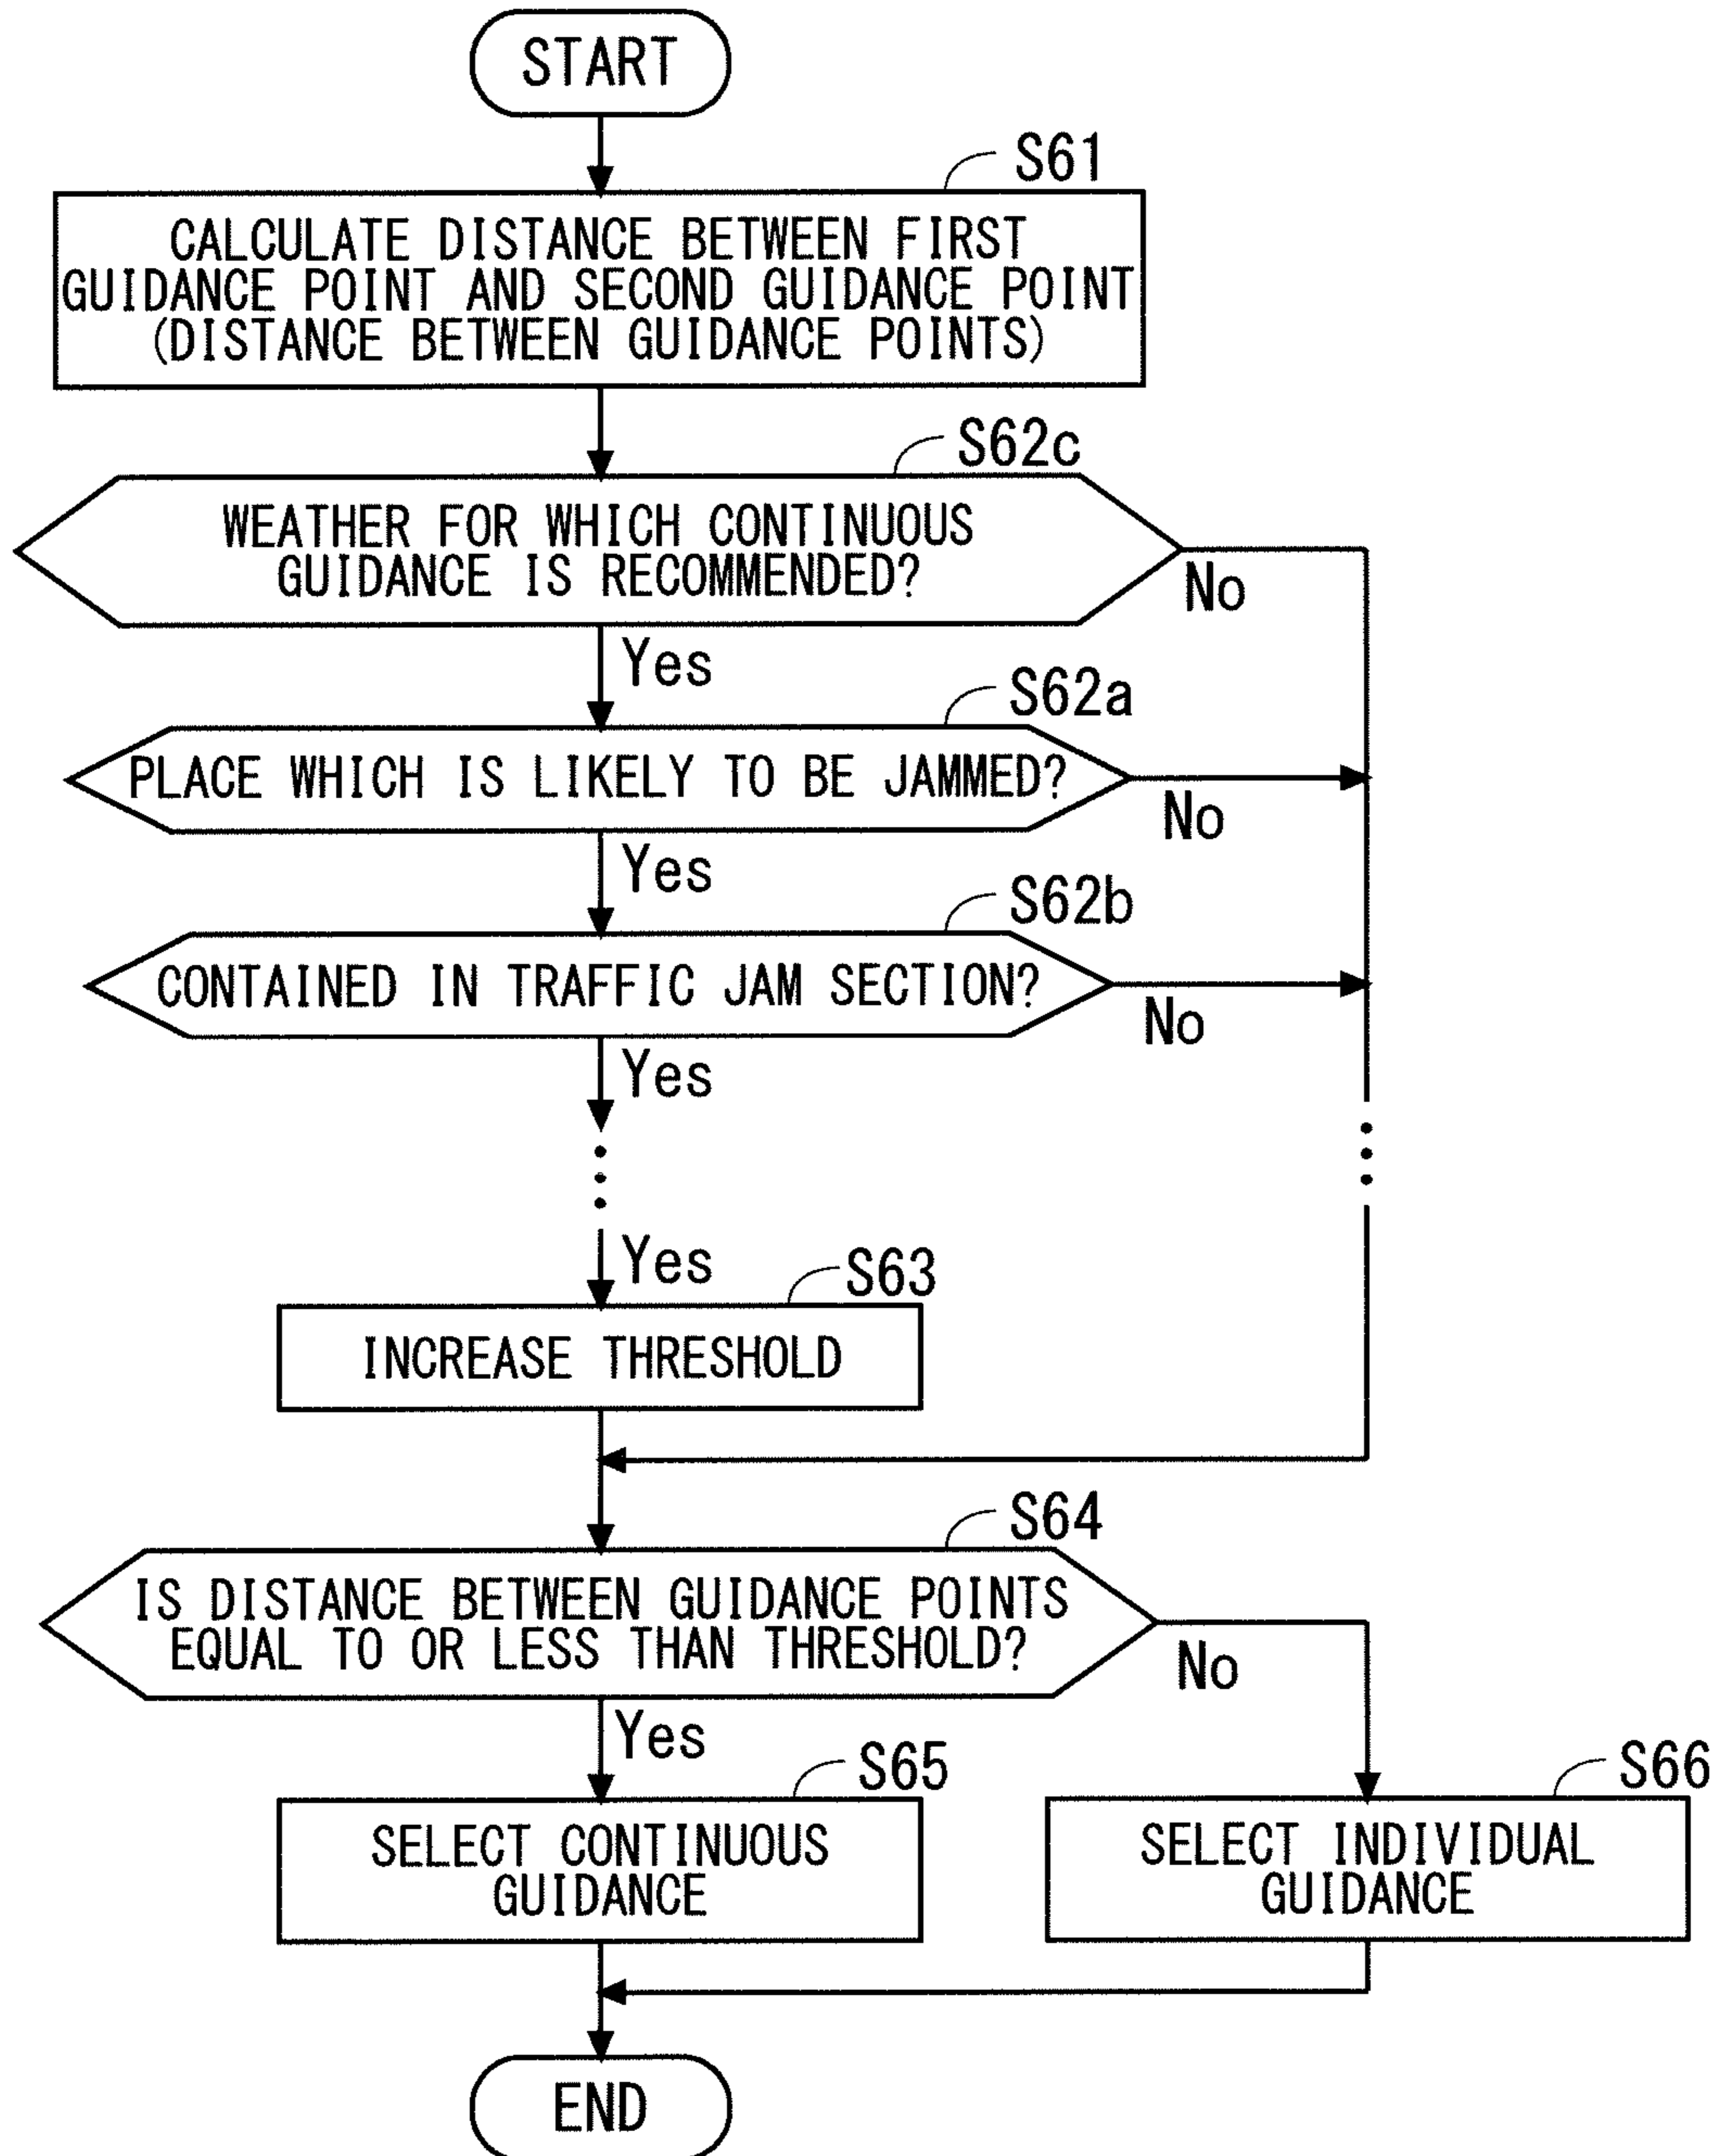 START
S61
CALCULATE DISTANCE BETWEEN FIRST
GUIDANCE POINT AND SECOND GUIDANCE POINT
(DISTANCE BETWEEN GUIDANCE POINTS)
S62c
WEATHER FOR WHICH CONTINUOUS
GUIDANCE IS RECOMMENDED?
No
Yes
S62a
PLACE WHICH IS LIKELY TO BE JAMMED?
No
Yes
S62b
CONTAINED IN TRAFFIC JAM SECTION?
No
Yes
Yes
S63
INCREASE THRESHOLD
S64
IS DISTANCE BETWEEN GUIDANCE POINTS
EQUAL TO OR LESS THAN THRESHOLD?
No
Yes
S65
SELECT CONTINUOUS
GUIDANCE
S66
SELECT INDIVIDUAL
GUIDANCE
END